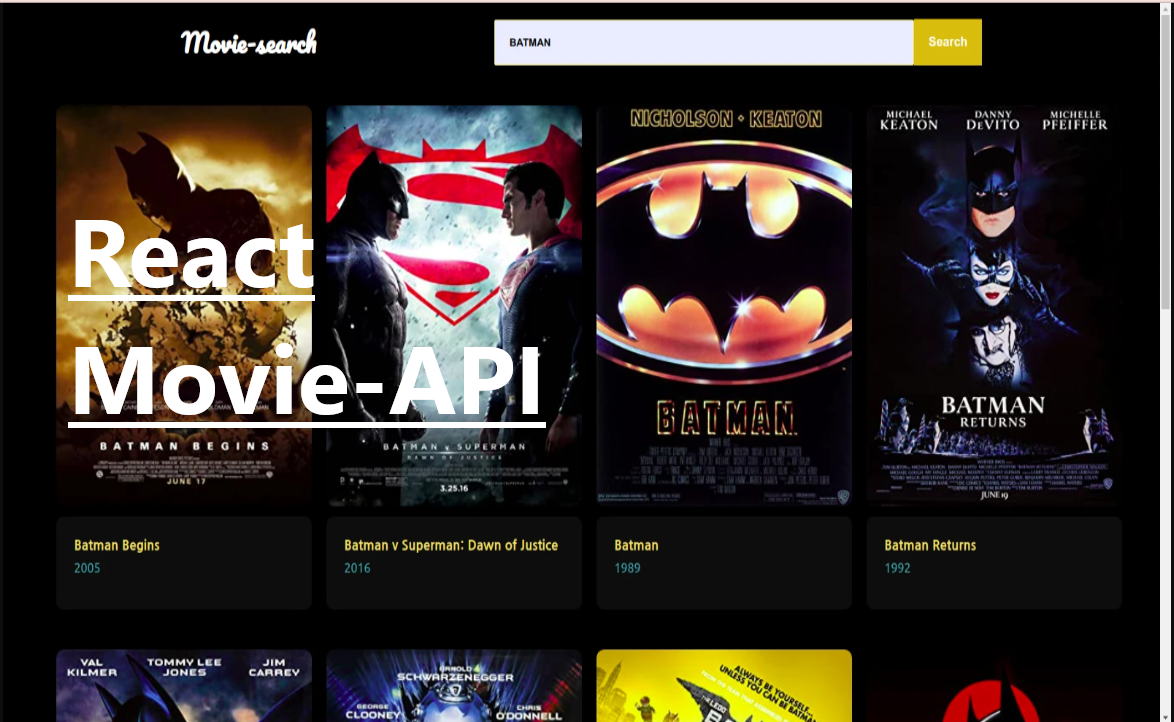 Movie-search
BATMAN
Search
React
Movie-API
BATMAN BEGINS
JUNE 17
BATMAN V SUPERMAN
DAWN OF JUSTICE
3.25.16
NICHOLSON • KEATON
BATMAN
MICHAEL KEATON
DANNY DEVITO
MICHELLE PFEIFFER
BATMAN
RETURNS
JUNE 19
Batman Begins
2005
Batman v Superman: Dawn of Justice
2016
Batman
1989
Batman Returns
1992
VAL KILMER
TOMMY LEE JONES
JIM CARREY
ARNOLD
SCHWARZENEGGER
GEORGE CLOONEY
CHRIS O'DONNELL
ALWAYS BE YOURSELF.
UNLESS YOU CAN BE BATMAN
THE LEGO